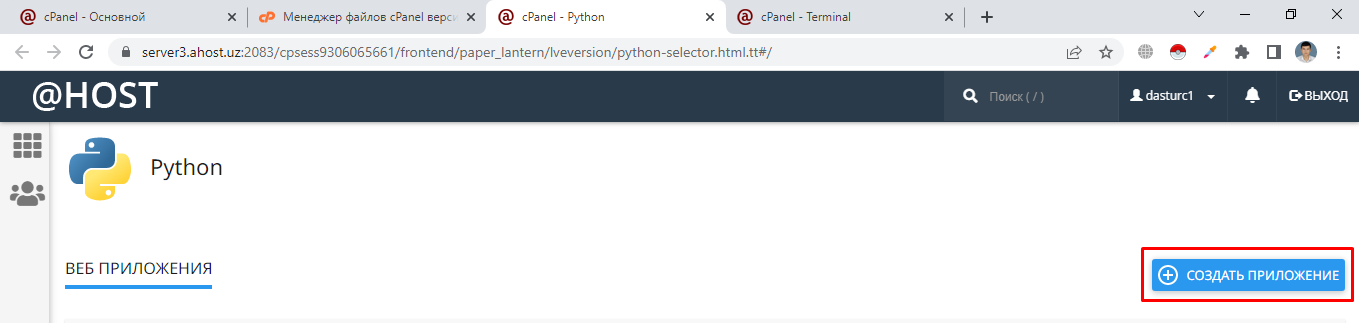 cPanel - Основной
Менеджер файлов cPanel верси
cPanel - Python
cPanel - Terminal
server3.ahost.uz:2083/cpsess9306065661/frontend/paper_lantern/lveversion/python-selector.html.tt#/
@HOST
Поиск ( / )
dasturc1
ВЫХОД
Python
ВЕБ ПРИЛОЖЕНИЯ
СОЗДАТЬ ПРИЛОЖЕНИЕ